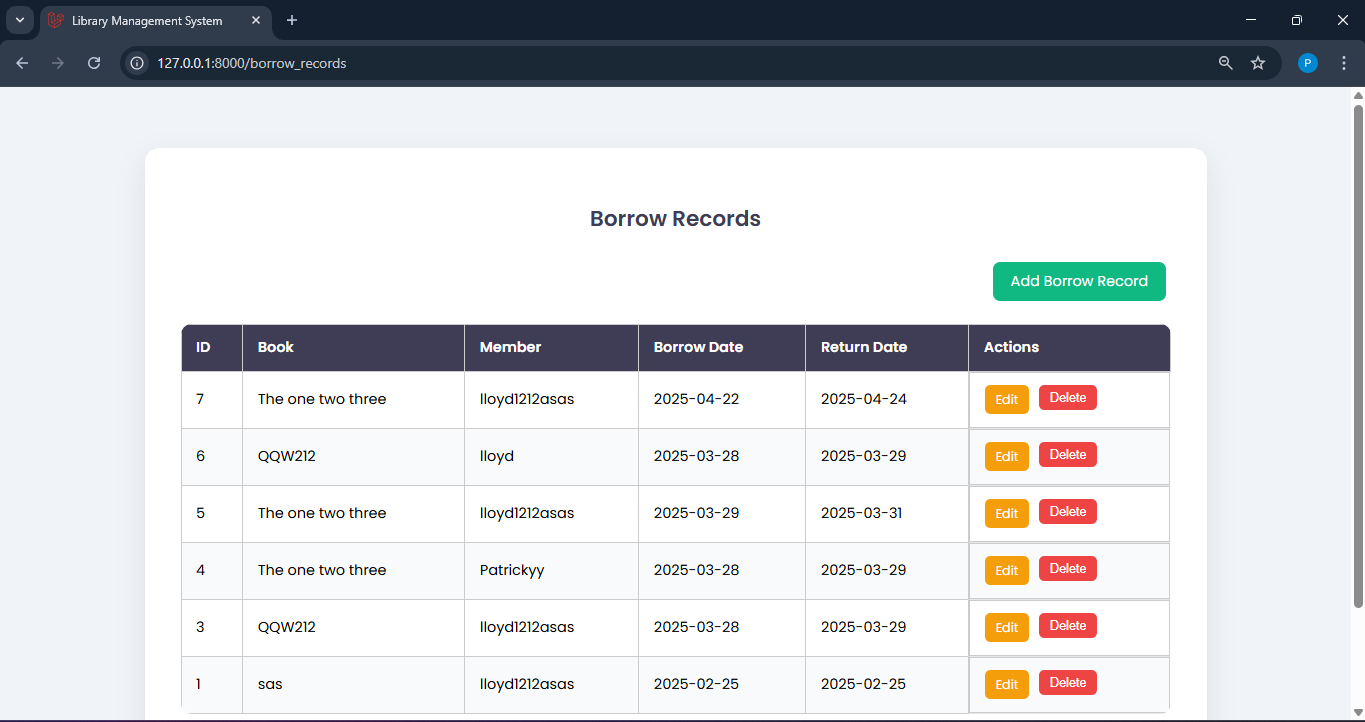 Library Management System
127.0.0.1:8000/borrow_records
P
Borrow Records
Add Borrow Record
ID Book Member Borrow Date Return Date Actions
7 The one two three lloyd1212asas 2025-04-22 2025-04-24 Edit Delete
6 QQW212 lloyd 2025-03-28 2025-03-29 Edit Delete
5 The one two three lloyd1212asas 2025-03-29 2025-03-31 Edit Delete
4 The one two three Patrickyy 2025-03-28 2025-03-29 Edit Delete
3 QQW212 lloyd1212asas 2025-03-28 2025-03-29 Edit Delete
1 sas lloyd1212asas 2025-02-25 2025-02-25 Edit Delete